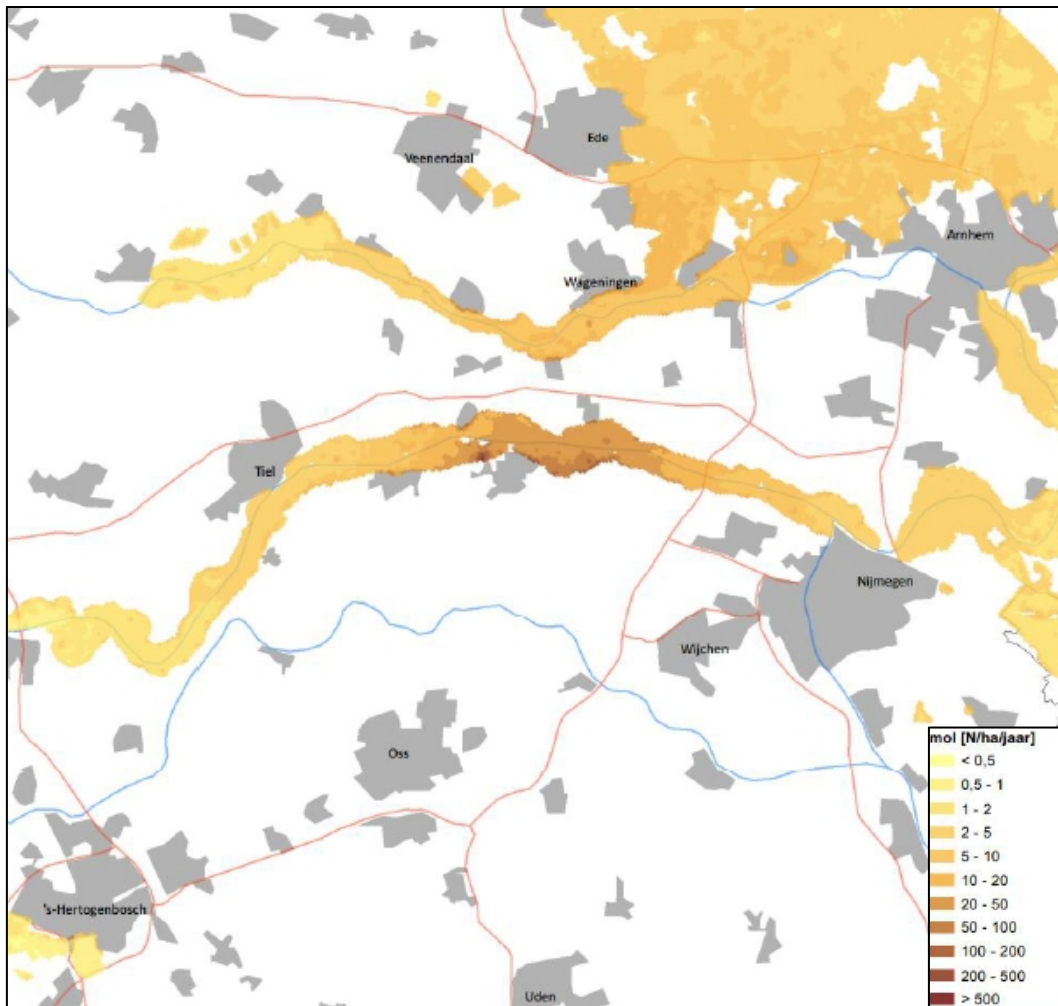 Ede
Veenendaal
Arnhem
Wageningen
Tiel
Nijmegen
Wijchen
Oss
's-Hertogenbosch
Uden
mol [N/ha/jaar]
< 0,5
0,5 - 1
1 - 2
2 - 5
5 - 10
10 - 20
20 - 50
50 - 100
100 - 200
200 - 500
> 500